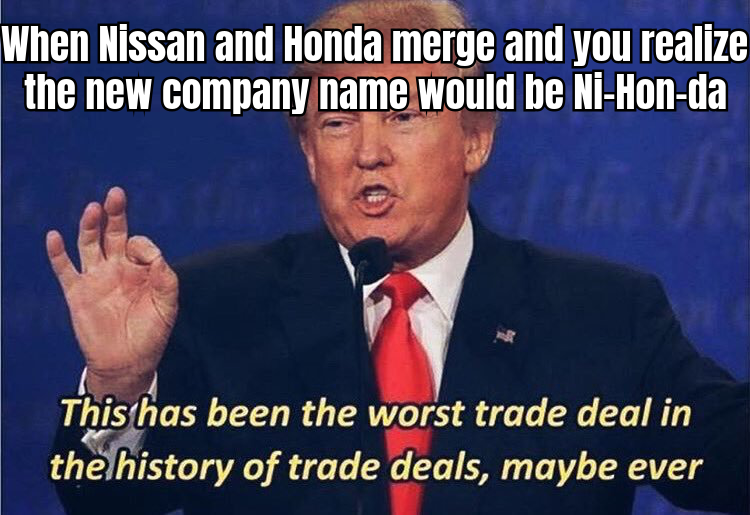 When Nissan and Honda merge and you realize
the new company name would be Ni-Hon-da
This has been the worst trade deal in
the history of trade deals, maybe ever